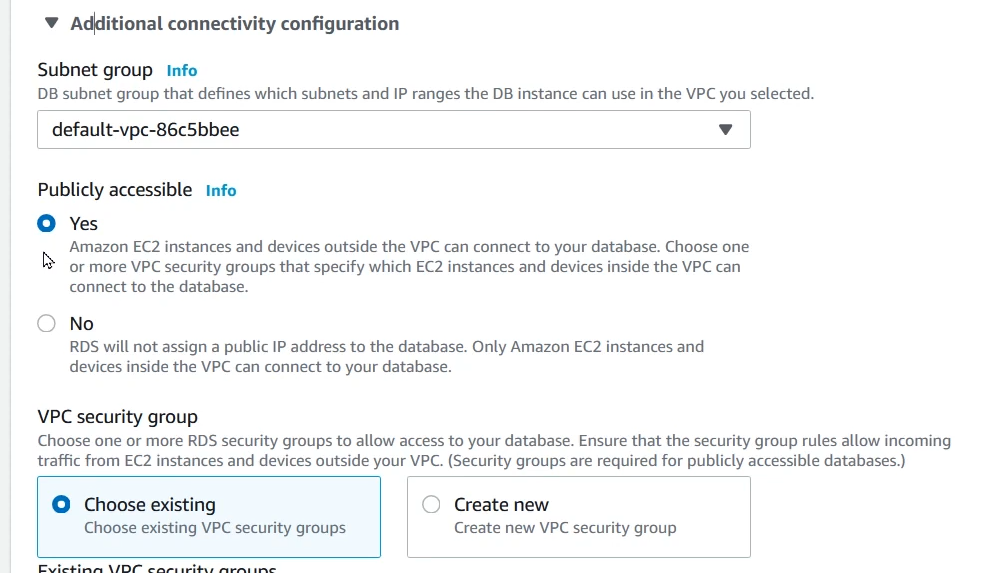 Additional connectivity configuration
Subnet group Info
DB subnet group that defines which subnets and IP ranges the DB instance can use in the VPC you selected.
default-vpc-86c5bbee
Publicly accessible Info
Yes
Amazon EC2 instances and devices outside the VPC can connect to your database. Choose one
or more VPC security groups that specify which EC2 instances and devices inside the VPC can
connect to the database.
No
RDS will not assign a public IP address to the database. Only Amazon EC2 instances and
devices inside the VPC can connect to your database.
VPC security group
Choose one or more RDS security groups to allow access to your database. Ensure that the security group rules allow incoming
traffic from EC2 instances and devices outside your VPC. (Security groups are required for publicly accessible databases.)
Choose existing
Choose existing VPC security groups
Create new
Create new VPC security group
Existing VPC security groups